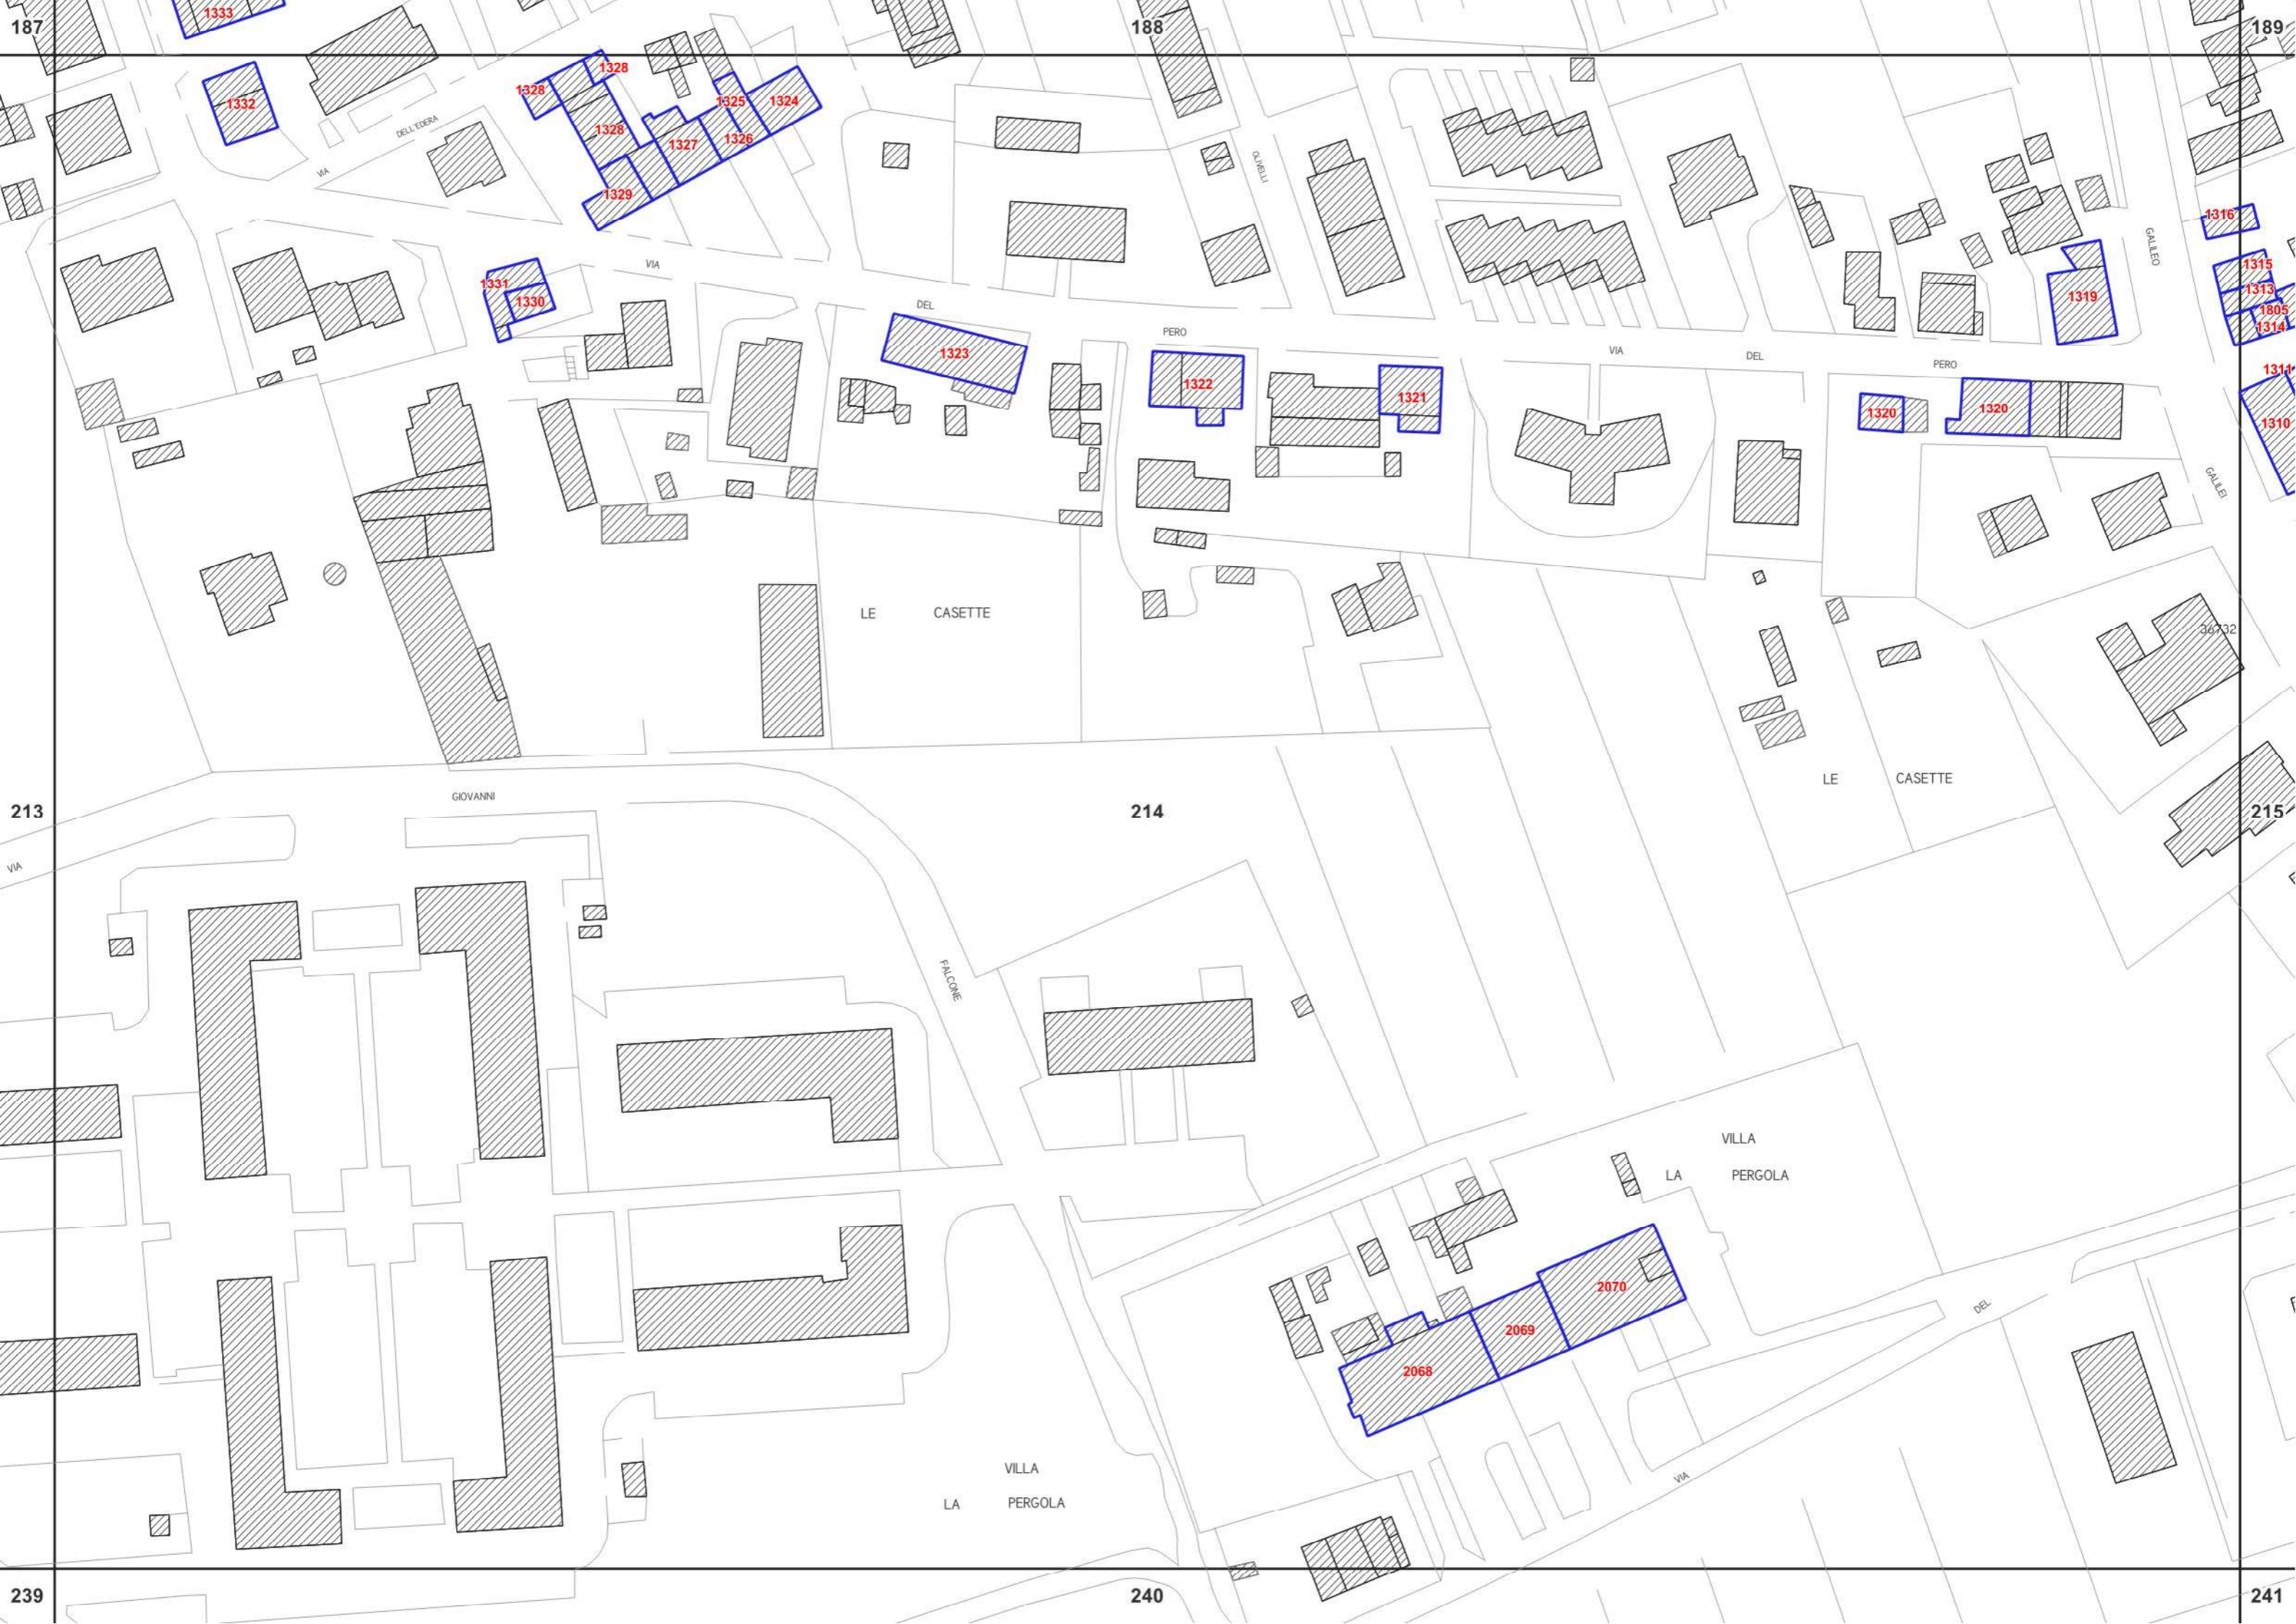 187
1333
188
189
1328
1328
1332
1325
1324
DELL'EDERA
1328
1326
1327
VIA
OLIVELLI
1329
1316
GALILEO
VIA
1315
1331
1330
1313
1319
DEL
1805
1314
PERO
VIA
DEL
PERO
1323
1311
1322
1321
1320
1320
1310
GALILEI
LE CASETTE
36732
LE CASETTE
GIOVANNI
213
214
215
VIA
FALCONE
VILLA
LA PERGOLA
2070
DEL
2069
2068
VILLA
VIA
LA PERGOLA
239
240
241